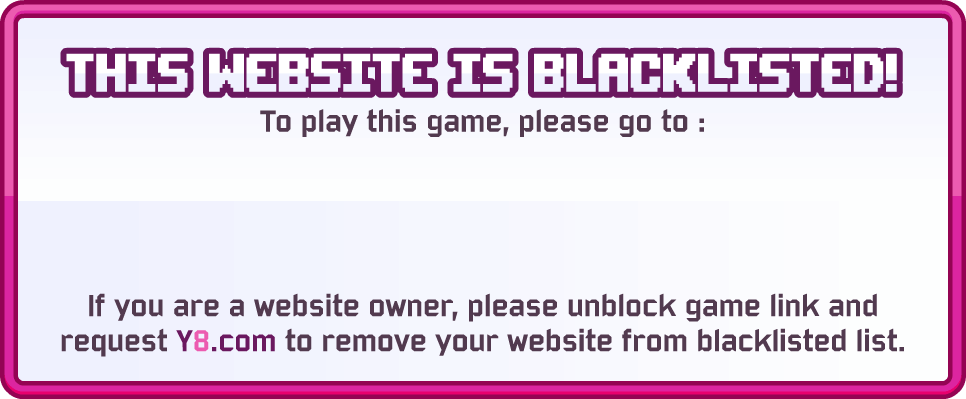 THIS WEBSITE IS BLACKLISTED!
To play this game, please go to :
If you are a website owner, please unblock game link and
request Y8.com to remove your website from blacklisted list.